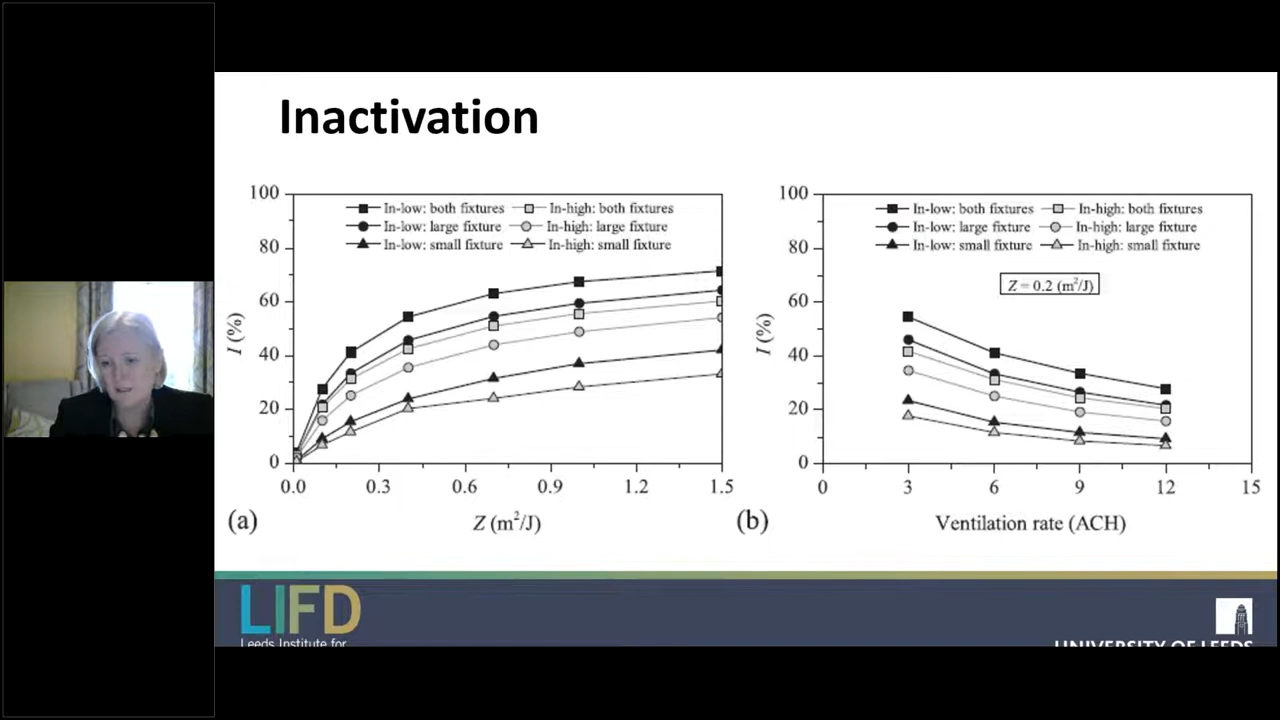 Inactivation
100
80
60
40
20
0
I (%)
In-low: both fixtures
In-high: both fixtures
In-low: large fixture
In-high: large fixture
In-low: small fixture
In-high: small fixture
0.0 0.3 0.6 0.9 1.2 1.5
(a)
Z (m²/J)
100
80
60
40
20
0
I (%)
In-low: both fixtures
In-high: both fixtures
In-low: large fixture
In-high: large fixture
In-low: small fixture
In-high: small fixture
Z = 0.2 (m²/J)
0 3 6 9 12 15
(b)
Ventilation rate (ACH)
LIFD
Leeds Institute for
UNIVERSITY OF LEEDS